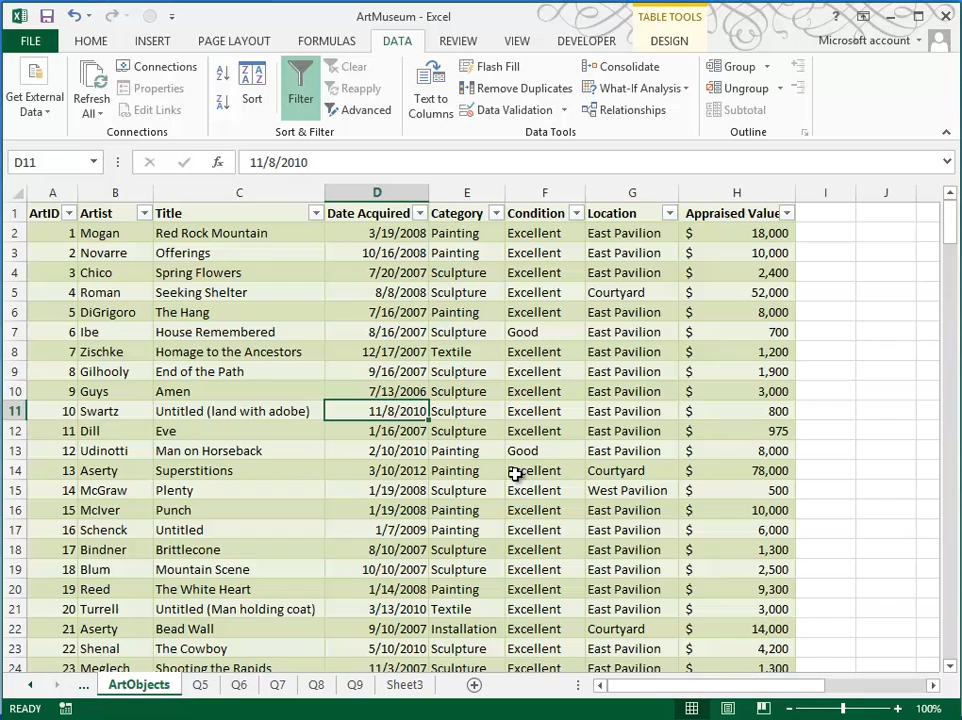 ArtMuseum - Excel
TABLE TOOLS
?
FILE HOME INSERT PAGE LAYOUT FORMULAS DATA REVIEW VIEW DEVELOPER DESIGN Microsoft account
Get External Data
Refresh All
Connections
Properties
Edit Links
Connections
A Z
Z A
Z A A Z
Sort
Filter
Clear
Reapply
Advanced
Sort & Filter
Text to Columns
Flash Fill
Remove Duplicates
Data Validation
Consolidate
What-If Analysis
Relationships
Data Tools
Group
Ungroup
Subtotal
Outline
D11 fx 11/8/2010
A B C D E F G H I J
1 ArtID Artist Title Date Acquired Category Condition Location Appraised Value
2 1 Mogan Red Rock Mountain 3/19/2008 Painting Excellent East Pavilion $ 18,000
3 2 Novarre Offerings 10/16/2008 Painting Excellent East Pavilion $ 10,000
4 3 Chico Spring Flowers 7/20/2007 Sculpture Excellent East Pavilion $ 2,400
5 4 Roman Seeking Shelter 8/8/2008 Sculpture Excellent Courtyard $ 52,000
6 5 DiGrigoro The Hang 7/16/2007 Painting Excellent East Pavilion $ 8,000
7 6 Ibe House Remembered 8/16/2007 Sculpture Good East Pavilion $ 700
8 7 Zischke Homage to the Ancestors 12/17/2007 Textile Excellent East Pavilion $ 1,200
9 8 Gilhooly End of the Path 9/16/2007 Sculpture Excellent East Pavilion $ 1,900
10 9 Guys Amen 7/13/2006 Painting Excellent East Pavilion $ 3,000
11 10 Swartz Untitled (land with adobe) 11/8/2010 Sculpture Excellent East Pavilion $ 800
12 11 Dill Eve 1/16/2007 Sculpture Excellent East Pavilion $ 975
13 12 Udinotti Man on Horseback 2/10/2010 Painting Good East Pavilion $ 8,000
14 13 Aserty Superstitions 3/10/2012 Painting Excellent Courtyard $ 78,000
15 14 McGraw Plenty 1/19/2008 Sculpture Excellent West Pavilion $ 500
16 15 McIver Punch 1/19/2008 Painting Excellent East Pavilion $ 10,000
17 16 Schenck Untitled 1/7/2009 Painting Excellent East Pavilion $ 6,000
18 17 Bindner Brittlecone 8/10/2007 Sculpture Excellent East Pavilion $ 1,300
19 18 Blum Mountain Scene 10/10/2007 Sculpture Excellent East Pavilion $ 2,500
20 19 Reed The White Heart 1/14/2008 Painting Excellent East Pavilion $ 9,300
21 20 Turrell Untitled (Man holding coat) 3/13/2010 Textile Excellent East Pavilion $ 3,000
22 21 Aserty Bead Wall 9/10/2007 Installation Excellent Courtyard $ 14,000
23 22 Shenal The Cowboy 5/10/2010 Sculpture Excellent East Pavilion $ 4,200
24 23 Meglech Shooting the Rapids 11/3/2007 Sculpture Excellent East Pavilion $ 1,300
... ArtObjects Q5 Q6 Q7 Q8 Q9 Sheet3
READY 100%